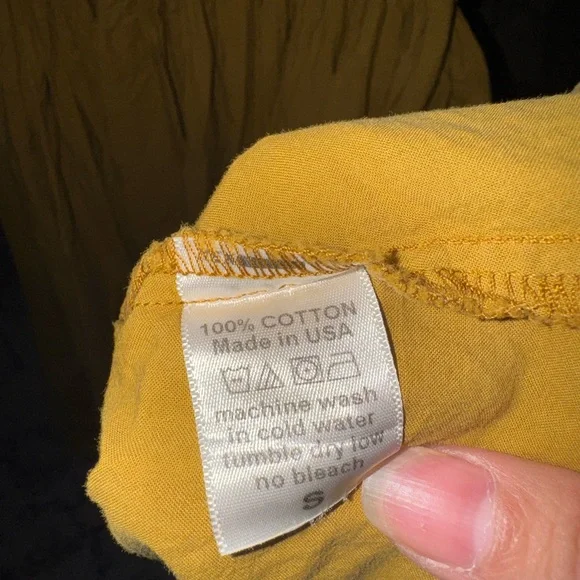 100% COTTON
Made in USA
machine wash
in cold water
tumble dry low
no bleach
S